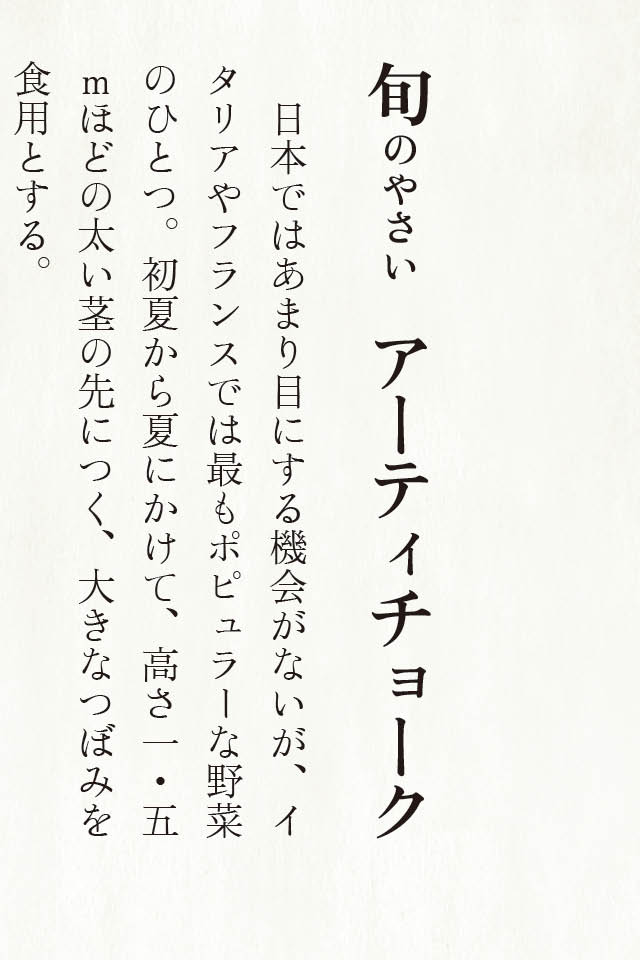 旬のやさい　アーティチョーク
　日本ではあまり目にする機会がないが、イ
タリアやフランスでは最もポピュラーな野菜
のひとつ。初夏から夏にかけて、高さ一・五
mほどの太い茎の先につく、大きなつぼみを
食用とする。